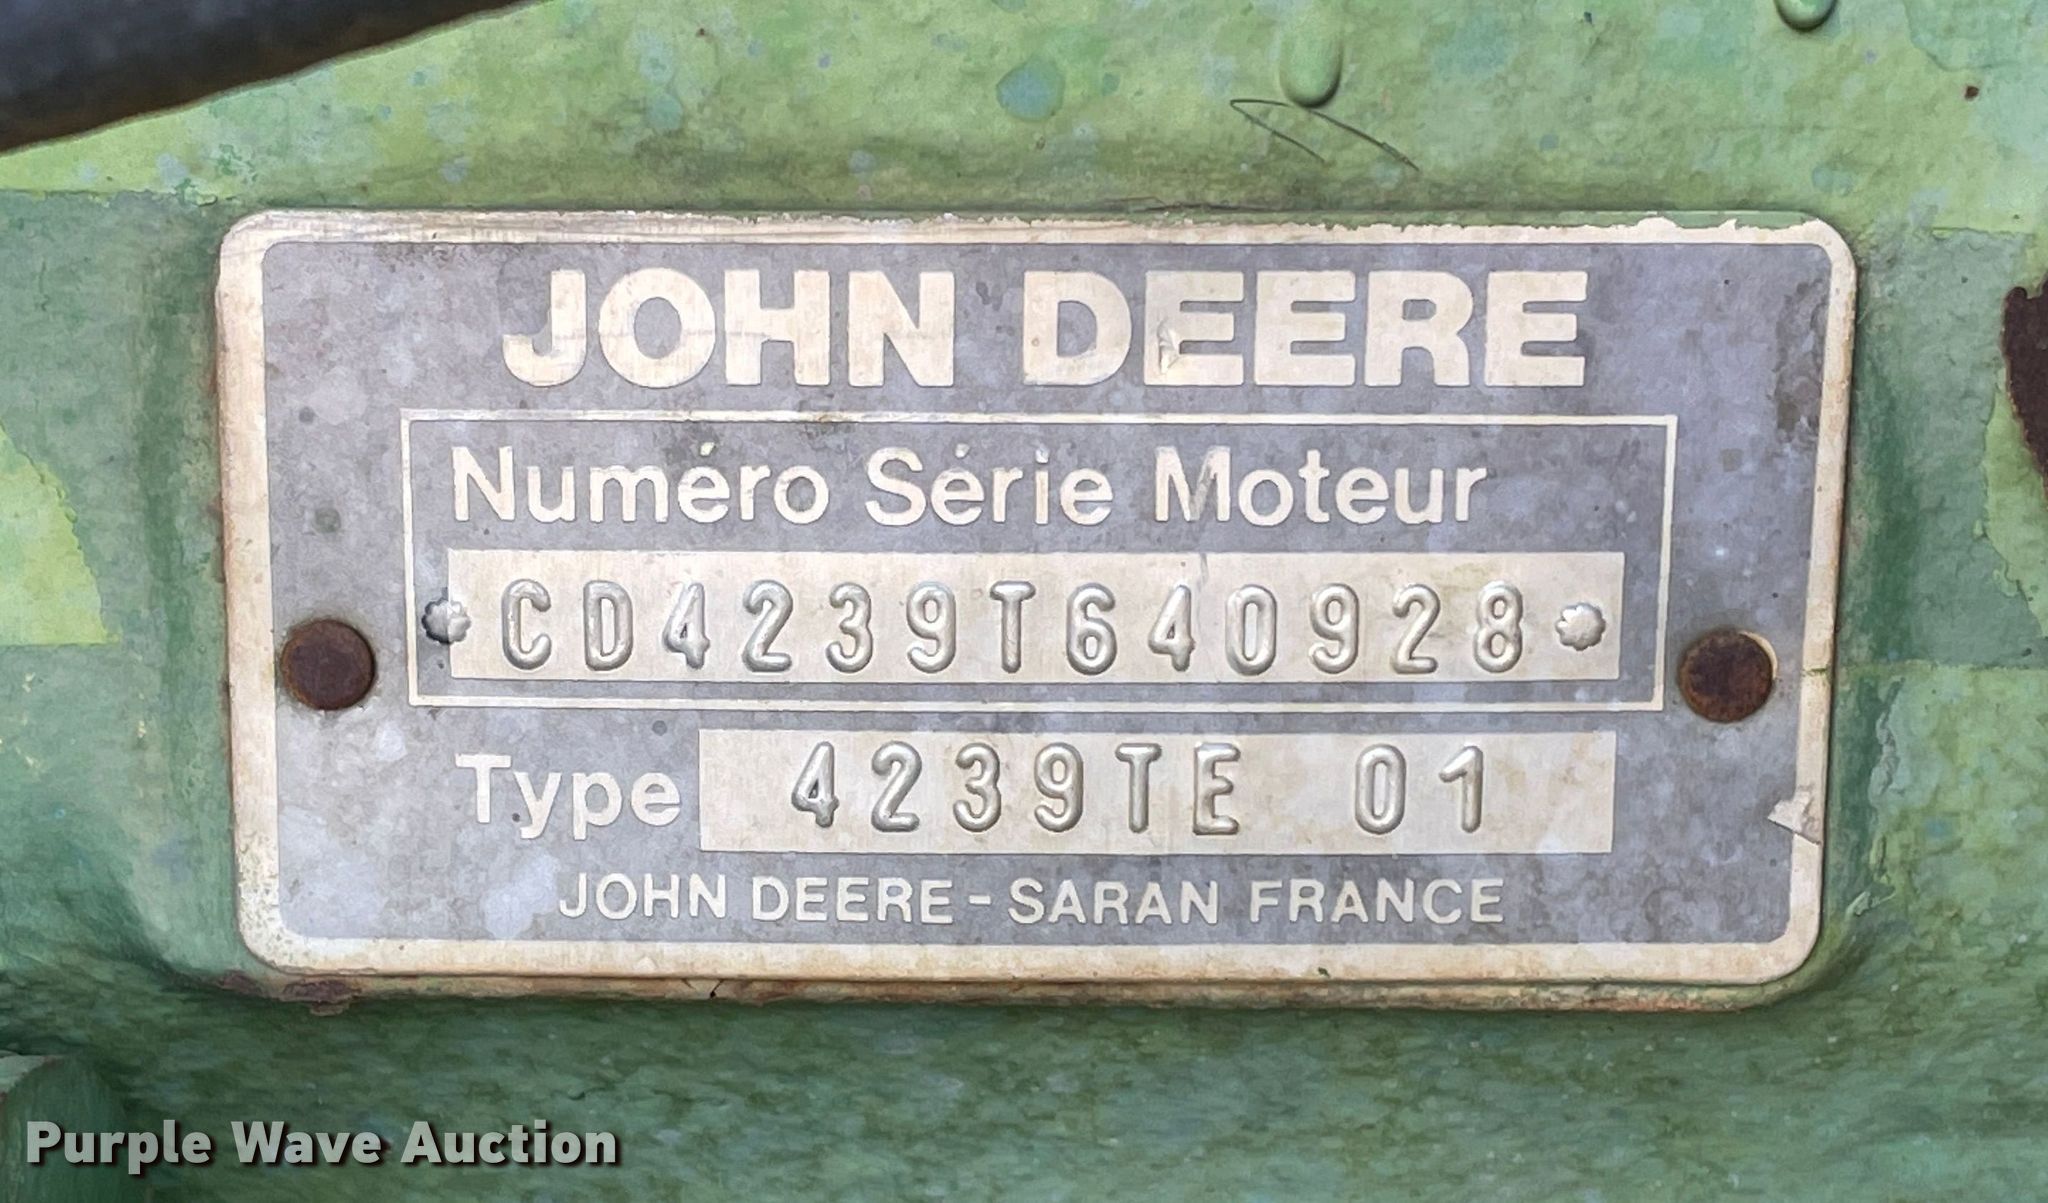 JOHN DEERE
Numéro Série Moteur
*CD4239T640928*
Type 4239TE 01
JOHN DEERE - SARAN FRANCE
Purple Wave Auction